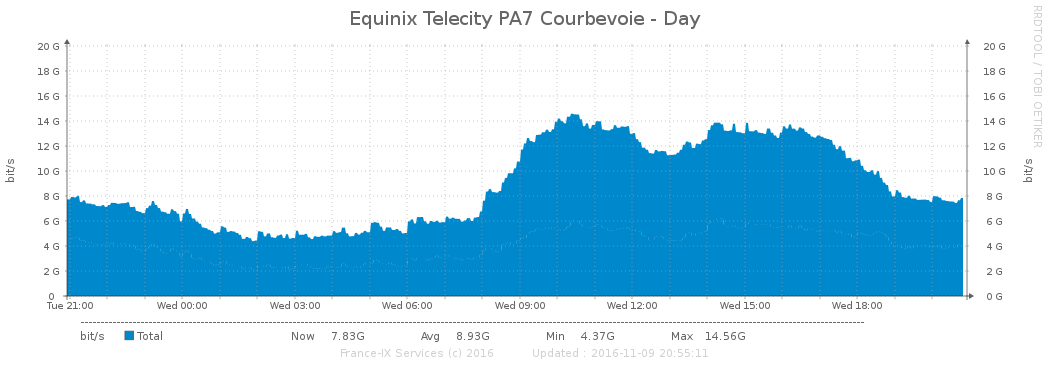 Equinix Telecity PA7 Courbevoie - Day
RRDTOOL / TOBI OETIKER
bit/s
20 G 20 G
18 G 18 G
16 G 16 G
14 G 14 G
12 G 12 G
10 G 10 G
8 G 8 G
6 G 6 G
4 G 4 G
2 G 2 G
0 0 G
bit/s
Tue 21:00 Wed 00:00 Wed 03:00 Wed 06:00 Wed 09:00 Wed 12:00 Wed 15:00 Wed 18:00
bit/s Total Now 7.83G Avg 8.93G Min 4.37G Max 14.56G
France-IX Services (c) 2016 Updated : 2016-11-09 20:55:11